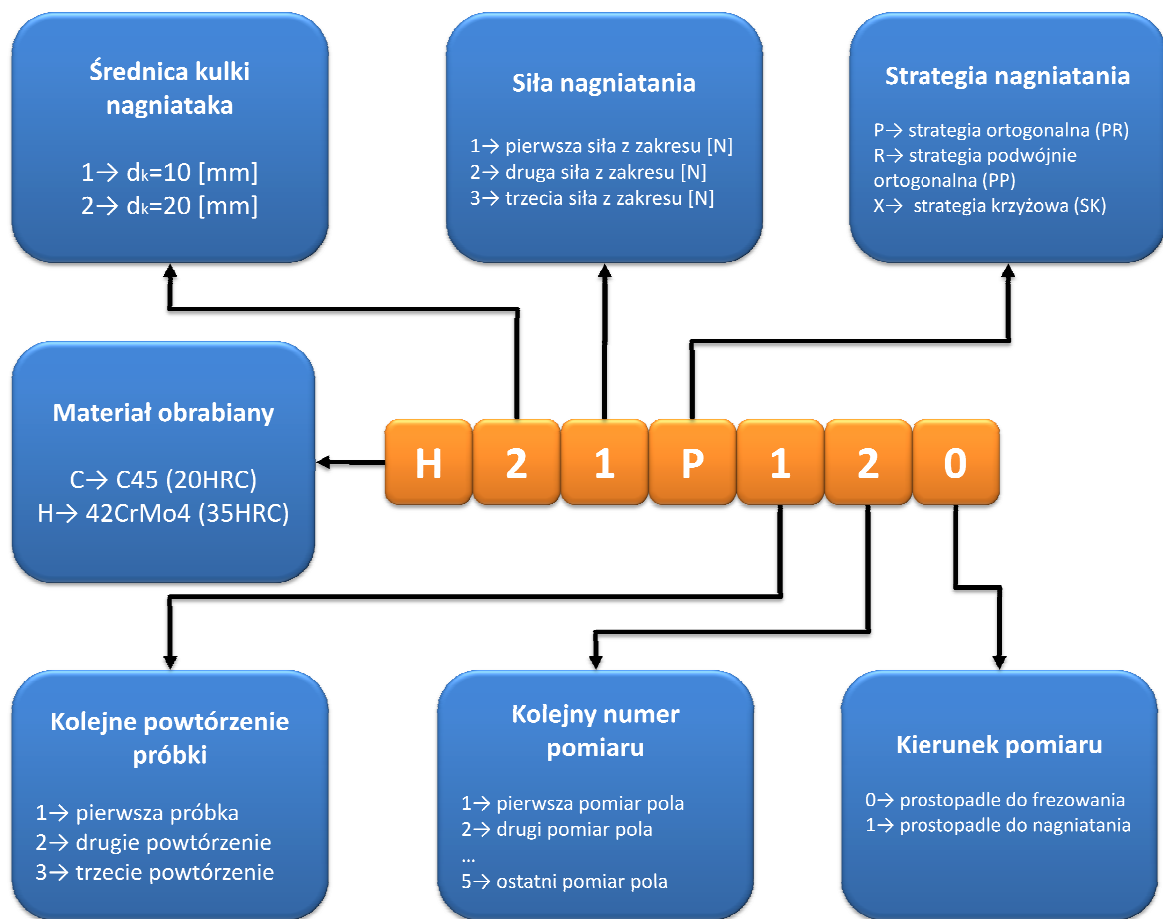 Średnica kulki
nagniataka
1→ dk=10 [mm]
2→ dk=20 [mm]
Siła nagniatania
1→ pierwsza siła z zakresu [N]
2→ druga siła z zakresu [N]
3→ trzecia siła z zakresu [N]
Strategia nagniatania
P→ strategia ortogonalna (PR)
R→ strategia podwójnie
ortogonalna (PP)
X→ strategia krzyżowa (SK)
Materiał obrabiany
C→ C45 (20HRC)
H→ 42CrMo4 (35HRC)
H 2 1 P 1 2 0
Kolejne powtórzenie
próbki
1→ pierwsza próbka
2→ drugie powtórzenie
3→ trzecie powtórzenie
Kolejny numer
pomiaru
1→ pierwsza pomiar pola
2→ drugi pomiar pola
...
5→ ostatni pomiar pola
Kierunek pomiaru
0→ prostopadle do frezowania
1→ prostopadle do nagniatania